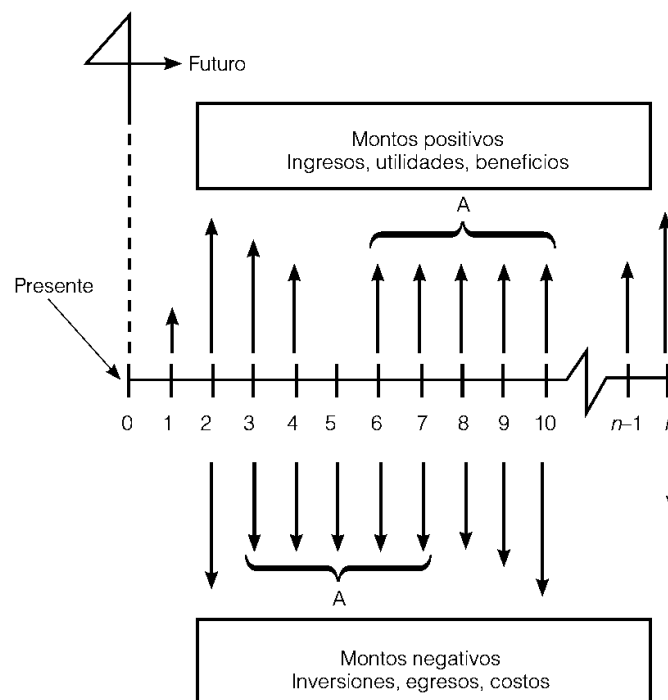 Futuro
Montos positivos
Ingresos, utilidades, beneficios
A
Presente
0 1 2 3 4 5 6 7 8 9 10 n–1
A
Montos negativos
Inversiones, egresos, costos